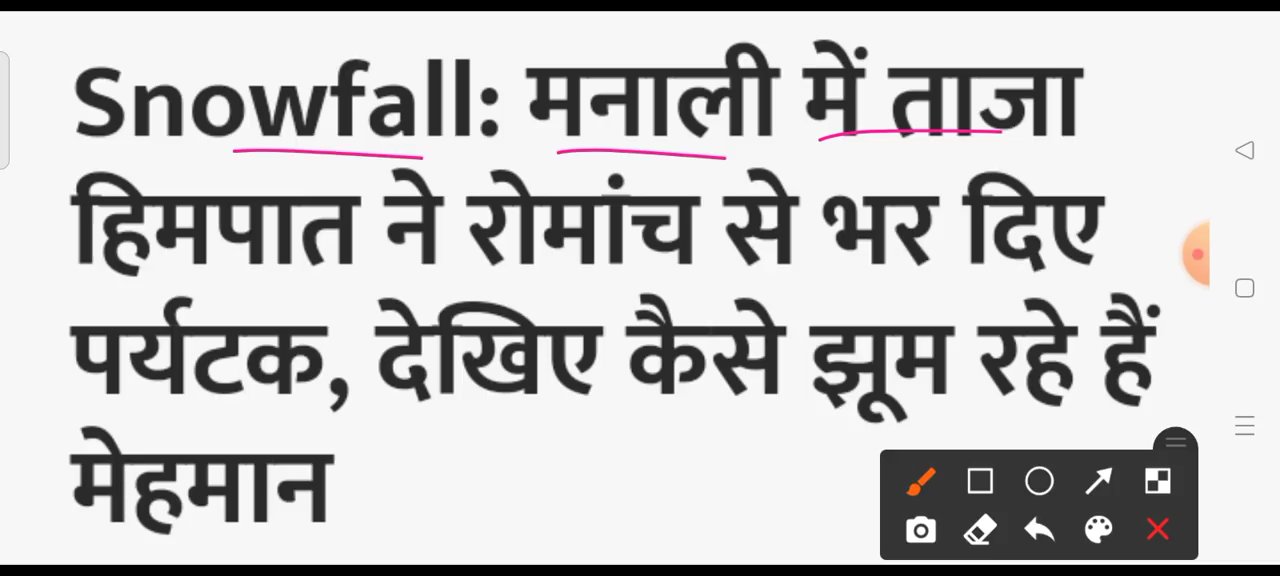 Snowfall: मनाली में ताजा
हिमपात ने रोमांच से भर दिए
पर्यटक, देखिए कैसे झूम रहे हैं
मेहमान